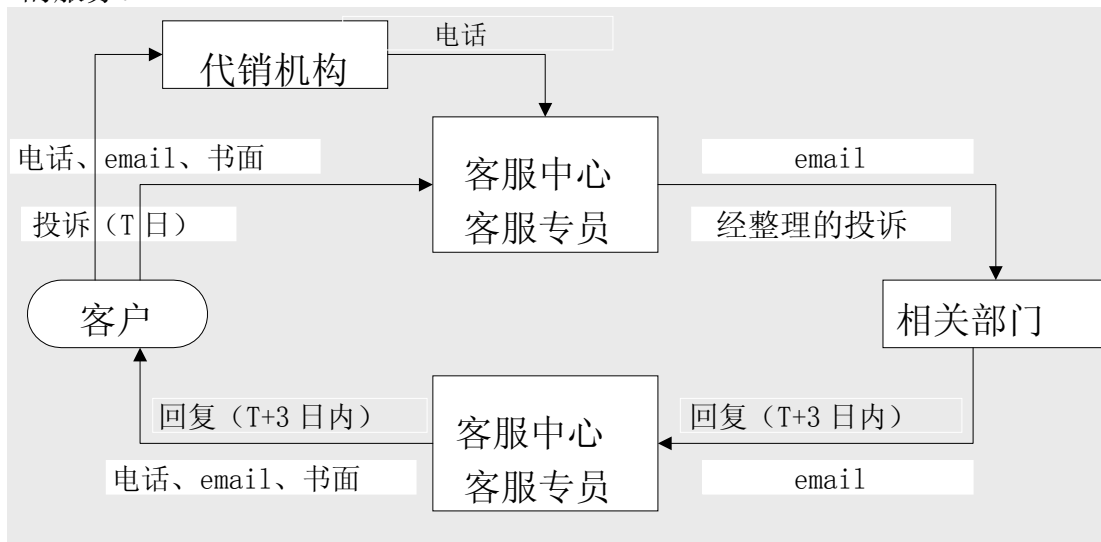 电话
代销机构
电话、email、书面
客服中心
客服专员
email
投诉（T 日）
经整理的投诉
客户
相关部门
回复（T+3 日内）
客服中心
客服专员
回复（T+3 日内）
电话、email、书面
email